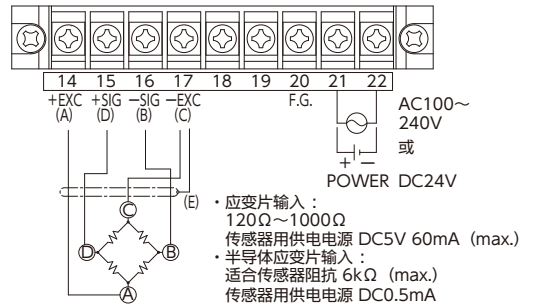 14 15 16 17 18 19 20 21 22
+EXC +SIG －SIG －EXC F.G.
(A) (D) (B) (C)
AC100～
240V
或
+ －
POWER DC24V
(E)
C
D B
A
・应变片输入：
120Ω～1000Ω
传感器用供电电源 DC5V 60mA（max.）
・半导体应变片输入：
适合传感器阻抗 6kΩ（max.）
传感器用供电电源 DC0.5mA